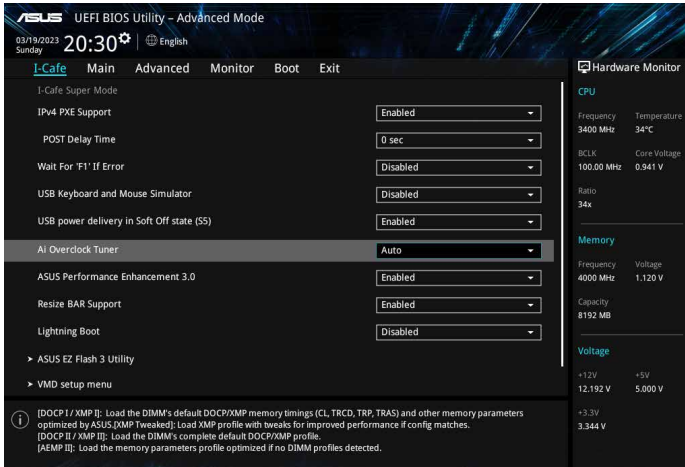 ASUS UEFI BIOS Utility – Advanced Mode
03/19/2023
Sunday
20:30
English
I-Cafe Main Advanced Monitor Boot Exit
I-Cafe Super Mode
IPv4 PXE Support Enabled
POST Delay Time 0 sec
Wait For 'F1' If Error Disabled
USB Keyboard and Mouse Simulator Disabled
USB power delivery in Soft Off state (S5) Enabled
Ai Overclock Tuner Auto
ASUS Performance Enhancement 3.0 Enabled
Resize BAR Support Enabled
Lightning Boot Disabled
ASUS EZ Flash 3 Utility
VMD setup menu
[DOCP I / XMP I]: Load the DIMM's default DOCP/XMP memory timings (CL, TRCD, TRP, TRAS) and other memory parameters
optimized by ASUS.[XMP Tweaked]: Load XMP profile with tweaks for improved performance if config matches.
[DOCP II / XMP II]: Load the DIMM's complete default DOCP/XMP profile.
[AEMP II]: Load the memory parameters profile optimized if no DIMM profiles detected.
Hardware Monitor
CPU
Frequency Temperature
3400 MHz 34°C
BCLK Core Voltage
100.00 MHz 0.941 V
Ratio
34x
Memory
Frequency Voltage
4000 MHz 1.120 V
Capacity
8192 MB
Voltage
+12V +5V
12.192 V 5.000 V
+3.3V
3.344 V